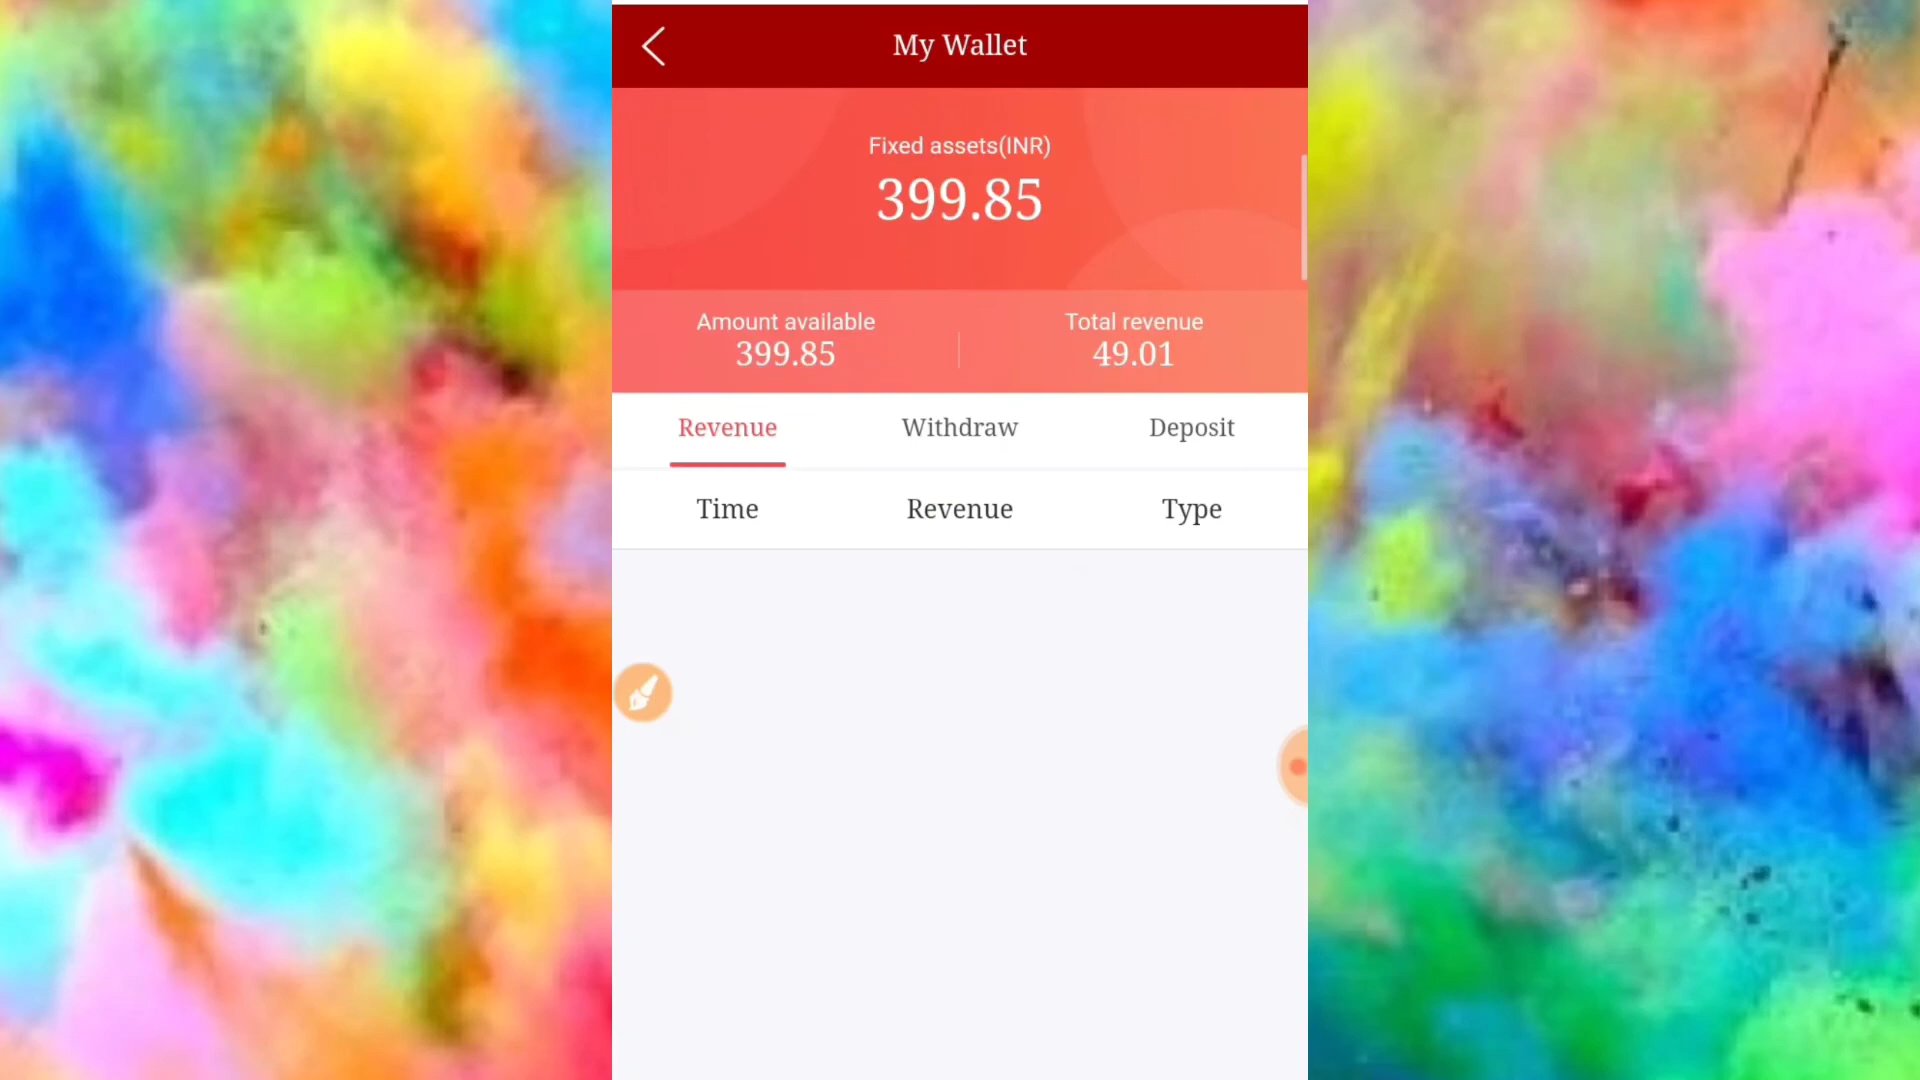 My Wallet
Fixed assets(INR)
399.85
Amount available Total revenue
399.85 49.01
Revenue Withdraw Deposit
Time Revenue Type